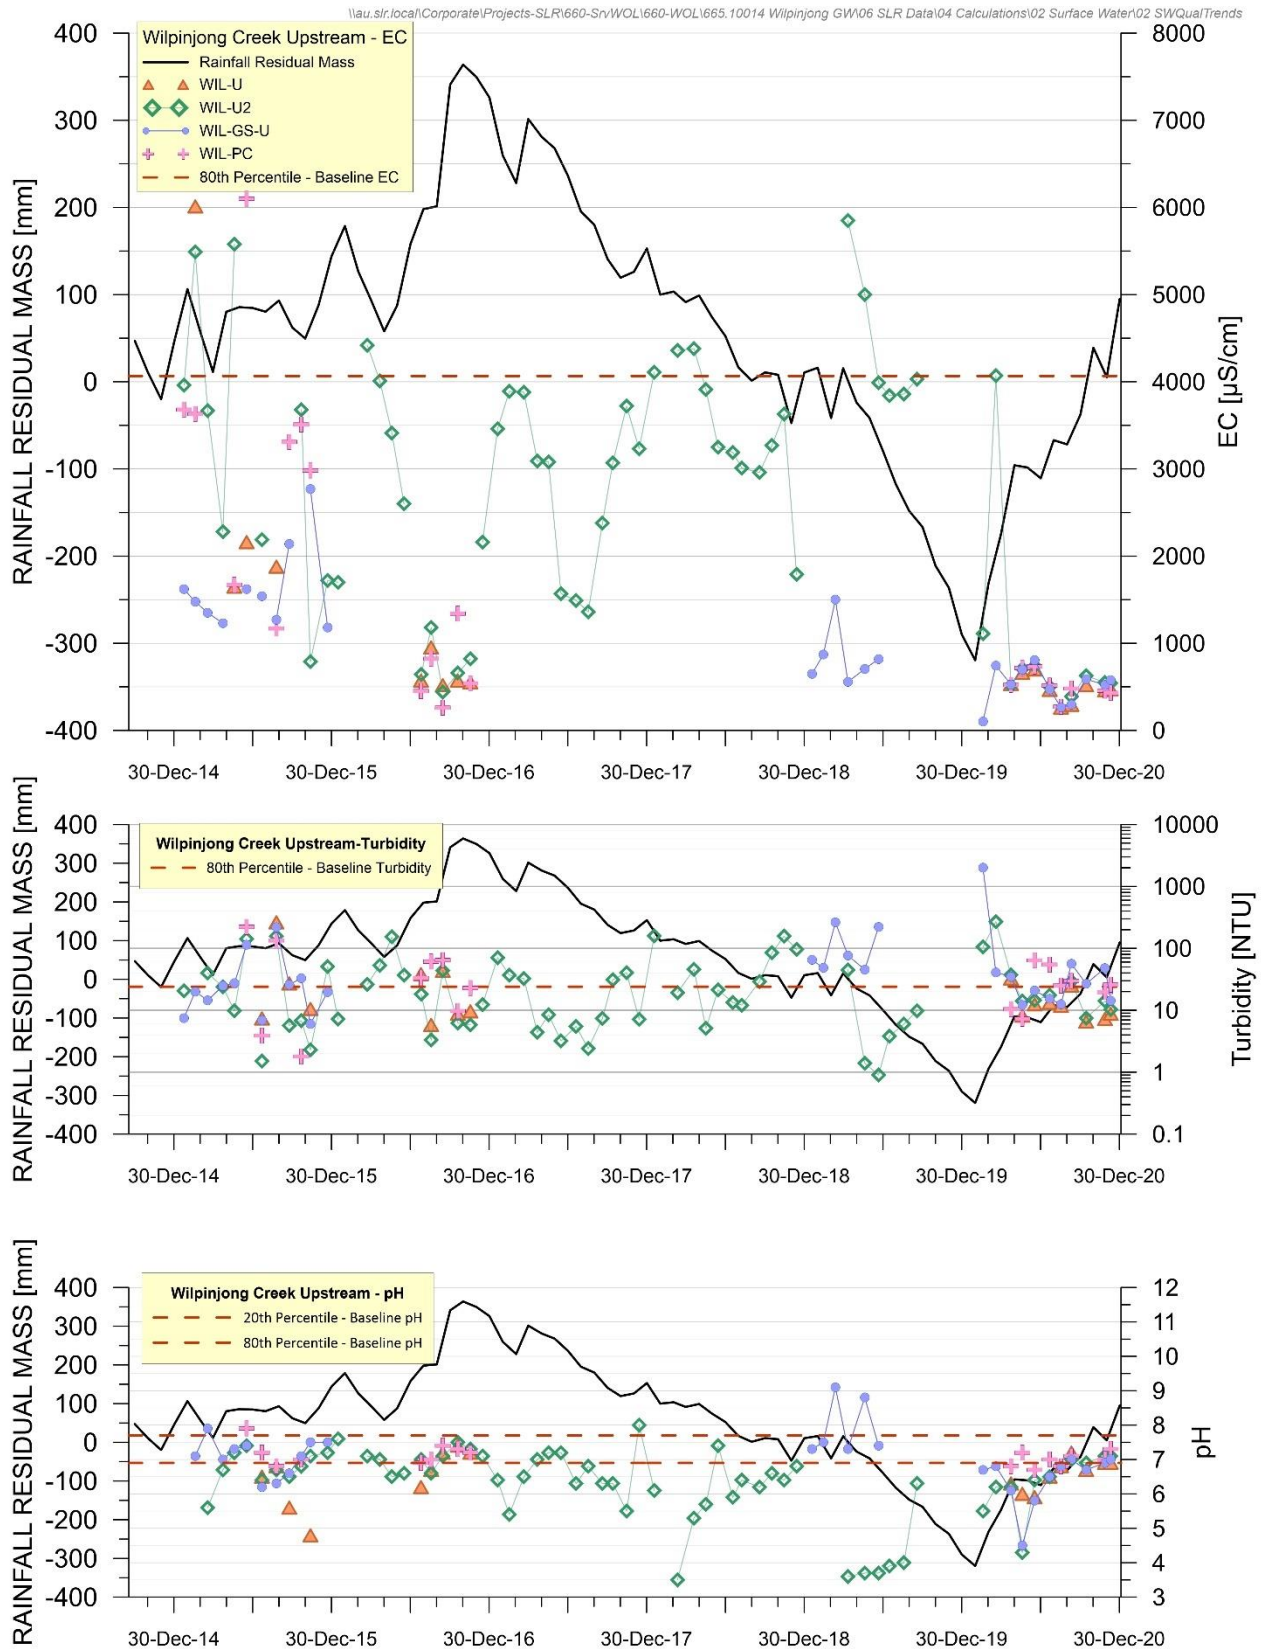 \\au.slr.local\Corporate\Projects-SLR\660-SrvWOL\660-WOL\665.10014 Wilpinjong GW\06 SLR Data\04 Calculations\02 Surface Water\02 SWQualTrends
Wilpinjong Creek Upstream - EC
Rainfall Residual Mass
WIL-U
WIL-U2
WIL-GS-U
WIL-PC
80th Percentile - Baseline EC
RAINFALL RESIDUAL MASS [mm]
400
300
200
100
0
-100
-200
-300
-400
8000
7000
6000
5000
4000
3000
2000
1000
0
EC [µS/cm]
30-Dec-14 30-Dec-15 30-Dec-16 30-Dec-17 30-Dec-18 30-Dec-19 30-Dec-20
Wilpinjong Creek Upstream-Turbidity
80th Percentile - Baseline Turbidity
RAINFALL RESIDUAL MASS [mm]
400
300
200
100
0
-100
-200
-300
-400
10000
1000
100
10
1
0.1
Turbidity [NTU]
30-Dec-14 30-Dec-15 30-Dec-16 30-Dec-17 30-Dec-18 30-Dec-19 30-Dec-20
Wilpinjong Creek Upstream - pH
20th Percentile - Baseline pH
80th Percentile - Baseline pH
RAINFALL RESIDUAL MASS [mm]
400
300
200
100
0
-100
-200
-300
-400
12
11
10
9
8
7
6
5
4
3
pH
30-Dec-14 30-Dec-15 30-Dec-16 30-Dec-17 30-Dec-18 30-Dec-19 30-Dec-20